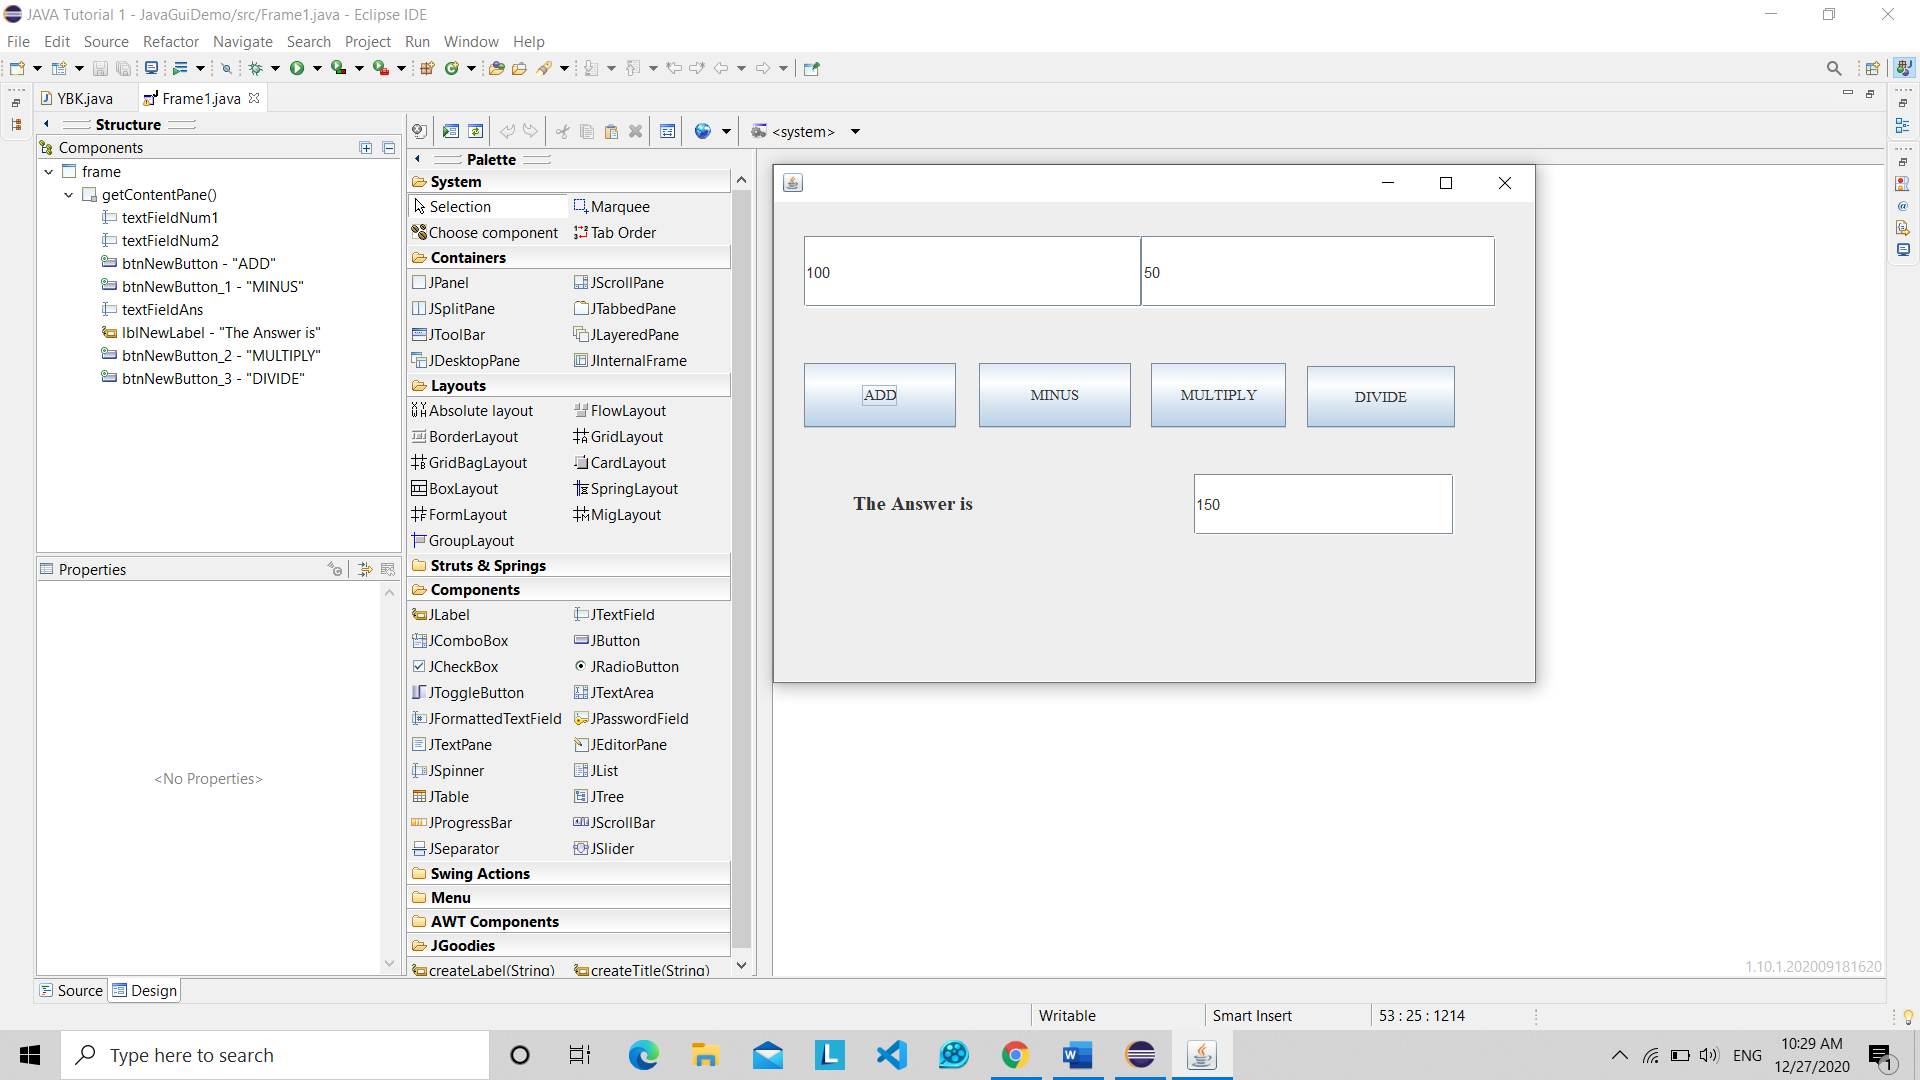 JAVA Tutorial 1 - JavaGuiDemo/src/Frame1.java - Eclipse IDE
File Edit Source Refactor Navigate Search Project Run Window Help
YBK.java
Frame1.java
Structure
Components
frame
getContentPane()
textFieldNum1
textFieldNum2
btnNewButton - "ADD"
btnNewButton_1 - "MINUS"
textFieldAns
lblNewLabel - "The Answer is"
btnNewButton_2 - "MULTIPLY"
btnNewButton_3 - "DIVIDE"
Properties
<No Properties>
<system>
Palette
System
Selection Marquee
Choose component Tab Order
Containers
JPanel JScrollPane
JSplitPane JTabbedPane
JToolBar JLayeredPane
JDesktopPane JInternalFrame
Layouts
Absolute layout FlowLayout
BorderLayout GridLayout
GridBagLayout CardLayout
BoxLayout SpringLayout
FormLayout MigLayout
GroupLayout
Struts & Springs
Components
JLabel JTextField
JComboBox JButton
JCheckBox JRadioButton
JToggleButton JTextArea
JFormattedTextField JPasswordField
JTextPane JEditorPane
JSpinner JList
JTable JTree
JProgressBar JScrollBar
JSeparator JSlider
Swing Actions
Menu
AWT Components
JGoodies
createLabel(String) createTitle(String)
100 50
ADD MINUS MULTIPLY DIVIDE
The Answer is 150
1.10.1.202009181620
Source Design
Writable Smart Insert 53 : 25 : 1214
Type here to search
ENG
10:29 AM
12/27/2020
1